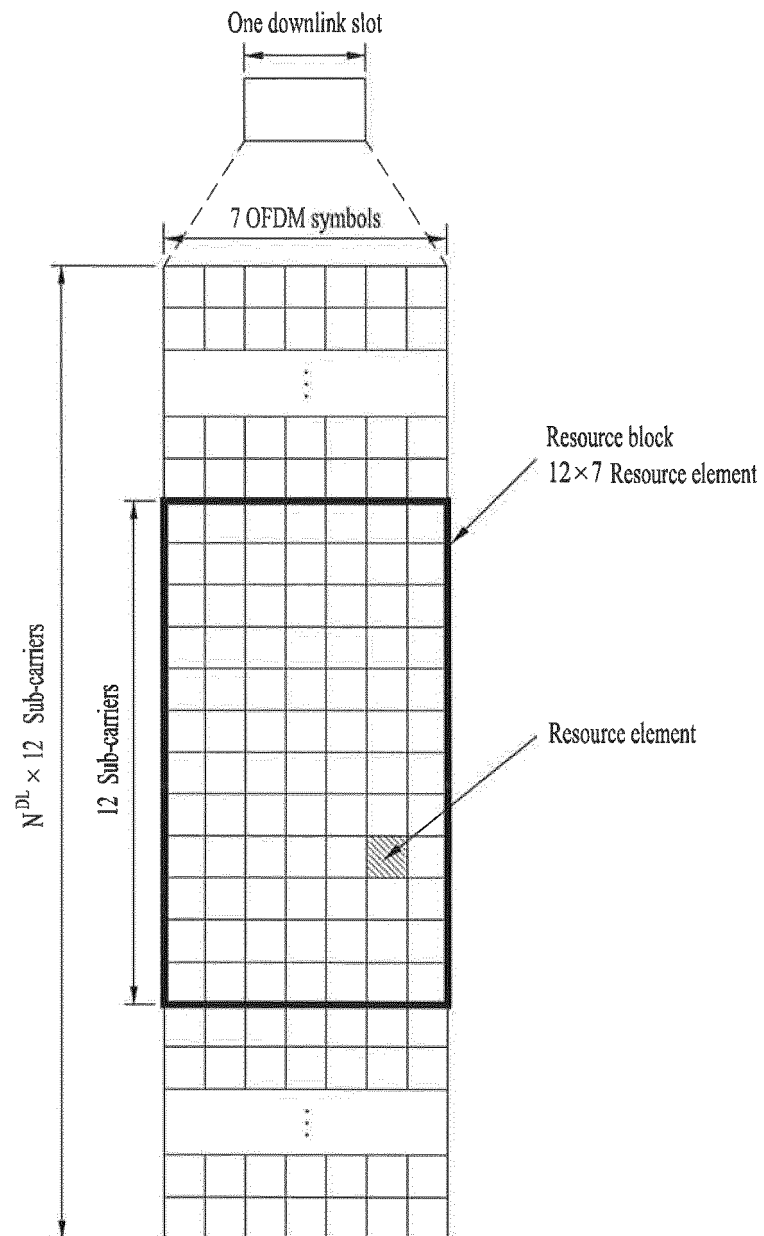 One downlink slot
7 OFDM symbols
Resource block
12×7 Resource element
N^DL × 12 Sub-carriers
12 Sub-carriers
Resource element